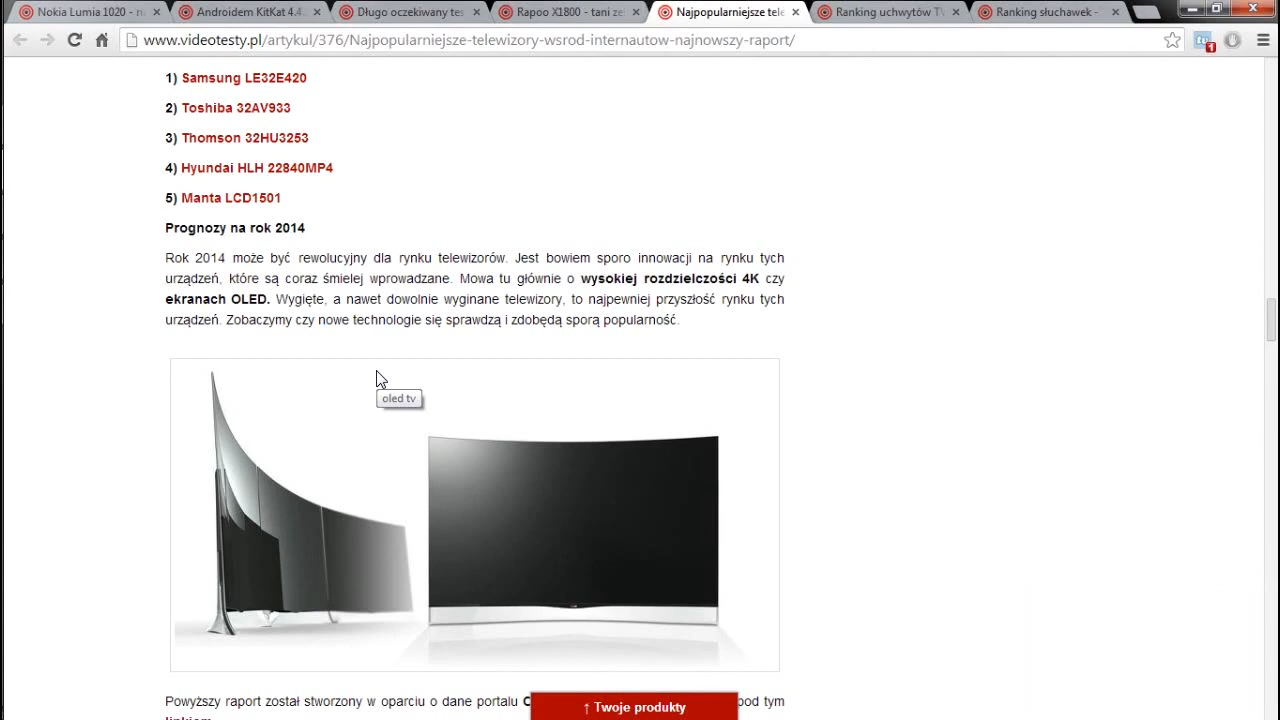 Nokia Lumia 1020 - n
Androidem KitKat 4.4
Długo oczekiwany tes
Rapoo X1800 - tani ze
Najpopularniejsze tele
Ranking uchwytów TV
Ranking słuchawek -
www.videotesty.pl/artykul/376/Najpopularniejsze-telewizory-wsrod-internautow-najnowszy-raport/
1
1) Samsung LE32E420
2) Toshiba 32AV933
3) Thomson 32HU3253
4) Hyundai HLH 22840MP4
5) Manta LCD1501
Prognozy na rok 2014
Rok 2014 może być rewolucyjny dla rynku telewizorów. Jest bowiem sporo innowacji na rynku tych
urządzeń, które są coraz śmielej wprowadzane. Mowa tu głównie o wysokiej rozdzielczości 4K czy
ekranach OLED. Wygięte, a nawet dowolnie wyginane telewizory, to najpewniej przyszłość rynku tych
urządzeń. Zobaczymy czy nowe technologie się sprawdzą i zdobędą sporą popularność.
oled tv
Powyższy raport został stworzony w oparciu o dane portalu
pod tym
↑ Twoje produkty